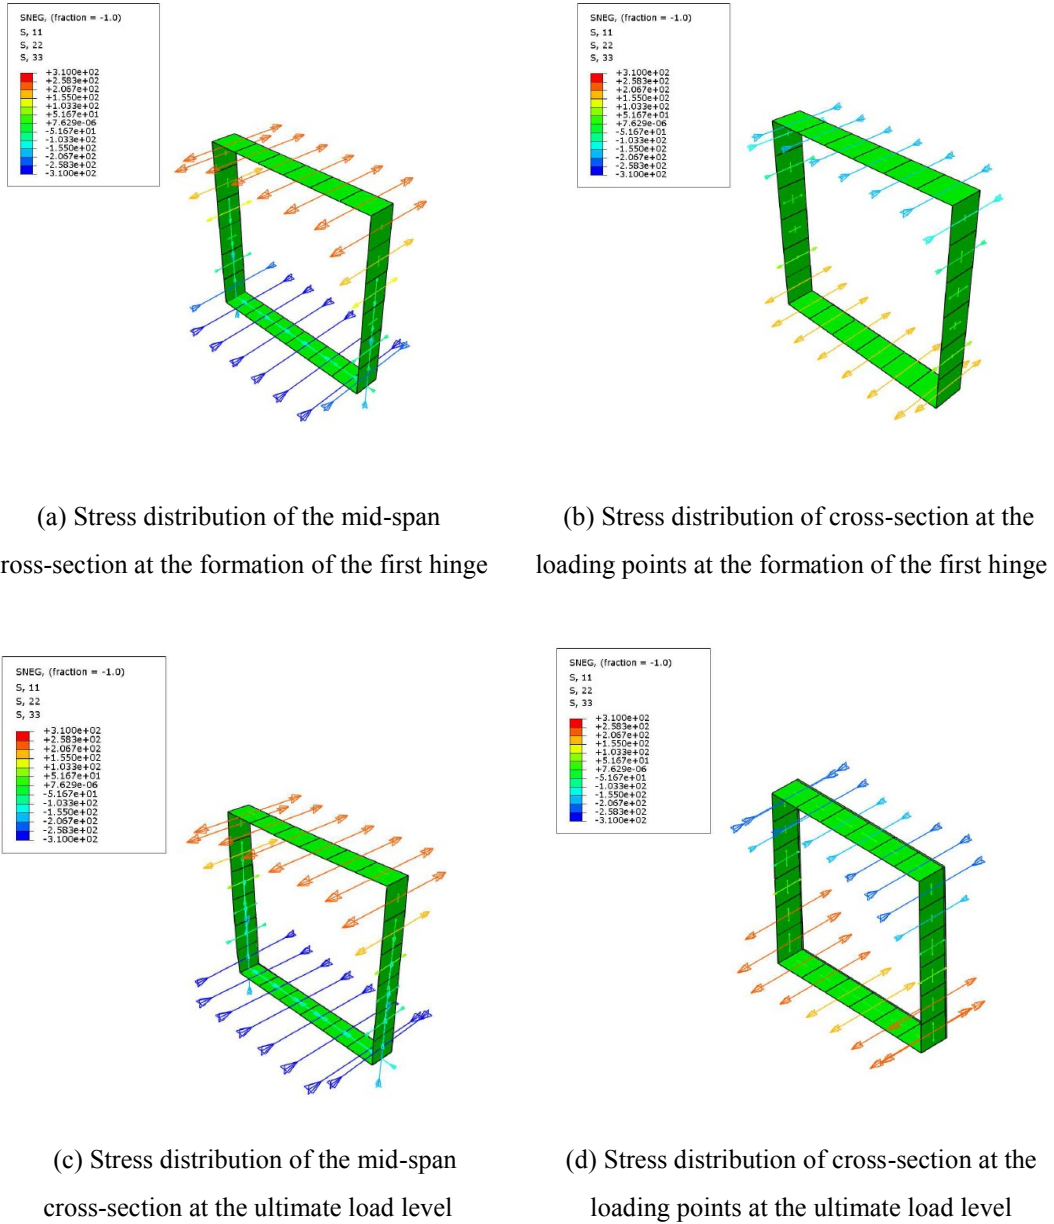 SNEG, (fraction = -1.0)
S, 11
S, 22
S, 33
+3.100e+02
+2.583e+02
+2.067e+02
+1.550e+02
+1.033e+02
+5.167e+01
+7.629e-06
-5.167e+01
-1.033e+02
-1.550e+02
-2.067e+02
-2.583e+02
-3.100e+02
SNEG, (fraction = -1.0)
S, 11
S, 22
S, 33
+3.100e+02
+2.583e+02
+2.067e+02
+1.550e+02
+1.033e+02
+5.167e+01
+7.629e-06
-5.167e+01
-1.033e+02
-1.550e+02
-2.067e+02
-2.583e+02
-3.100e+02
(a) Stress distribution of the mid-span
ross-section at the formation of the first hinge
(b) Stress distribution of cross-section at the
loading points at the formation of the first hinge
SNEG, (fraction = -1.0)
S, 11
S, 22
S, 33
+3.100e+02
+2.583e+02
+2.067e+02
+1.550e+02
+1.033e+02
+5.167e+01
+7.629e-06
-5.167e+01
-1.033e+02
-1.550e+02
-2.067e+02
-2.583e+02
-3.100e+02
SNEG, (fraction = -1.0)
S, 11
S, 22
S, 33
+3.100e+02
+2.583e+02
+2.067e+02
+1.550e+02
+1.033e+02
+5.167e+01
+7.629e-06
-5.167e+01
-1.033e+02
-1.550e+02
-2.067e+02
-2.583e+02
-3.100e+02
(c) Stress distribution of the mid-span
cross-section at the ultimate load level
(d) Stress distribution of cross-section at the
loading points at the ultimate load level